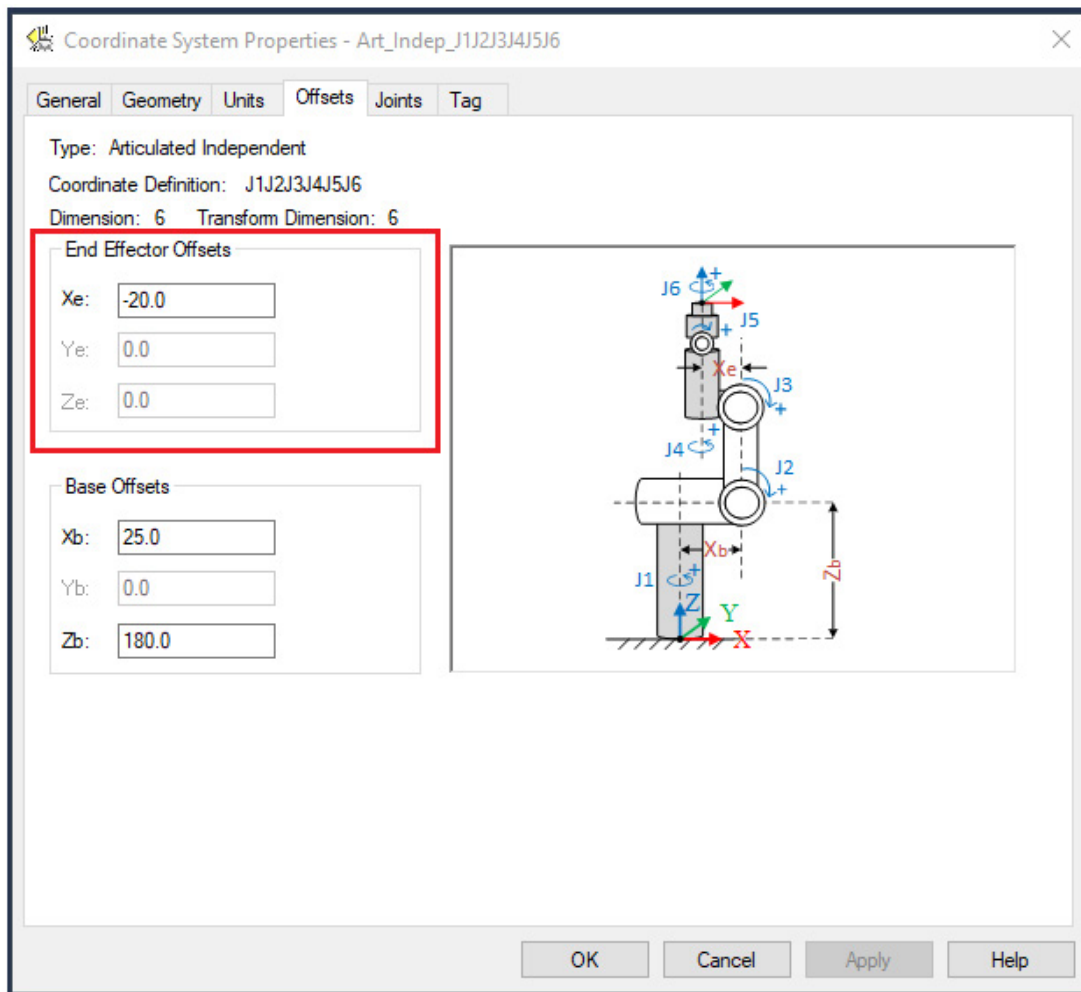 Coordinate System Properties - Art_Indep_J1J2J3J4J5J6
General Geometry Units Offsets Joints Tag
Type: Articulated Independent
Coordinate Definition: J1J2J3J4J5J6
Dimension: 6 Transform Dimension: 6
End Effector Offsets
Xe: -20.0
Ye: 0.0
Ze: 0.0
Base Offsets
Xb: 25.0
Yb: 0.0
Zb: 180.0
+
J6
J5
+
Xe
J3
+
+
J4
J2
+
Xb
Zb
J1
+
Z
Y
X
OK Cancel Apply Help